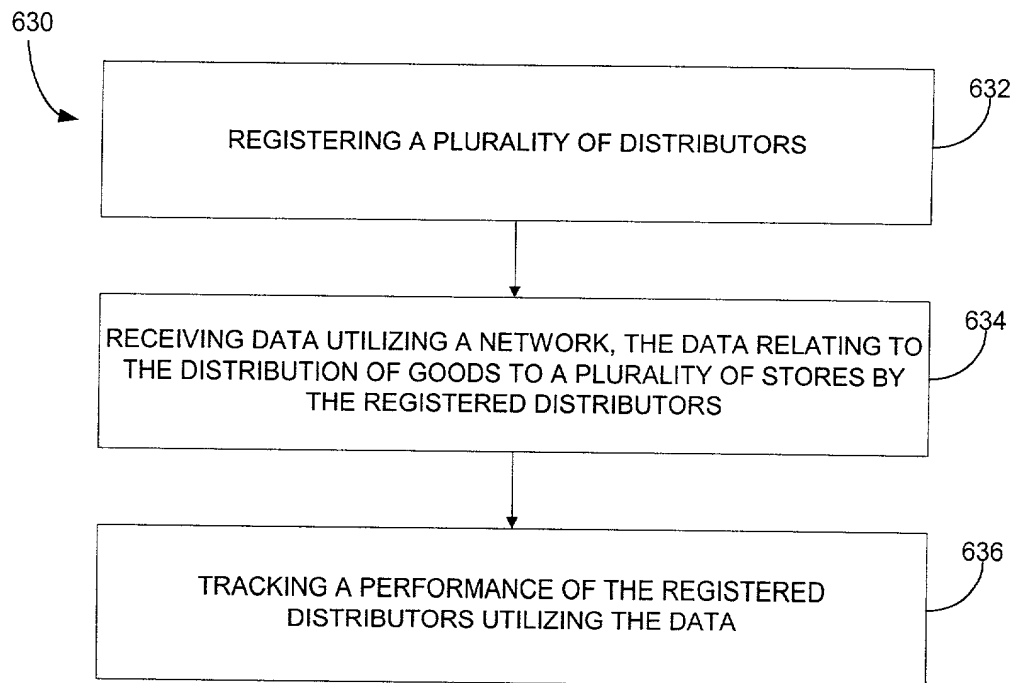 630
632
REGISTERING A PLURALITY OF DISTRIBUTORS
634
RECEIVING DATA UTILIZING A NETWORK, THE DATA RELATING TO
THE DISTRIBUTION OF GOODS TO A PLURALITY OF STORES BY
THE REGISTERED DISTRIBUTORS
636
TRACKING A PERFORMANCE OF THE REGISTERED
DISTRIBUTORS UTILIZING THE DATA